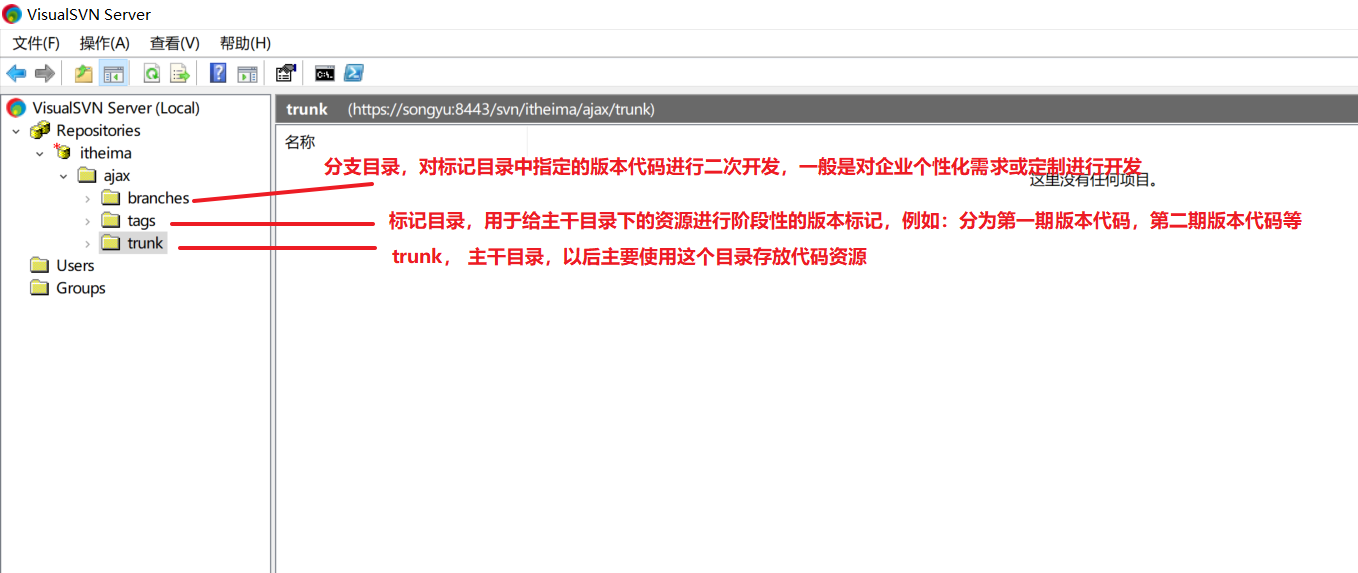 VisualSVN Server
文件(F) 操作(A) 查看(V) 帮助(H)
VisualSVN Server (Local)
Repositories
itheima
ajax
branches
tags
trunk
Users
Groups
trunk (https://songyu:8443/svn/itheima/ajax/trunk)
名称
分支目录，对标记目录中指定的版本代码进行二次开发，一般是对企业个性化需求或定制进行开发
这里没有任何项目。
标记目录，用于给主干目录下的资源进行阶段性的版本标记，例如：分为第一期版本代码，第二期版本代码等
trunk， 主干目录，以后主要使用这个目录存放代码资源